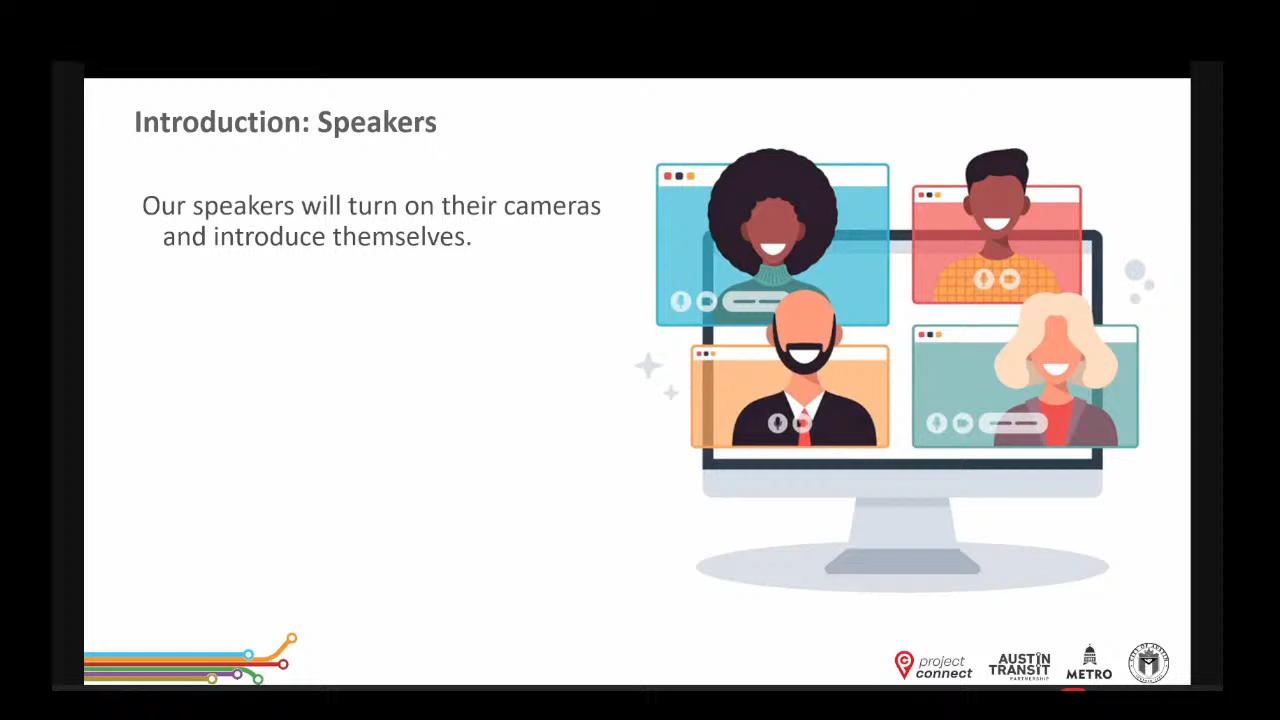 Introduction: Speakers
Our speakers will turn on their cameras
and introduce themselves.
project
connect
AUSTIN
TRANSIT
PARTNERSHIP
METRO